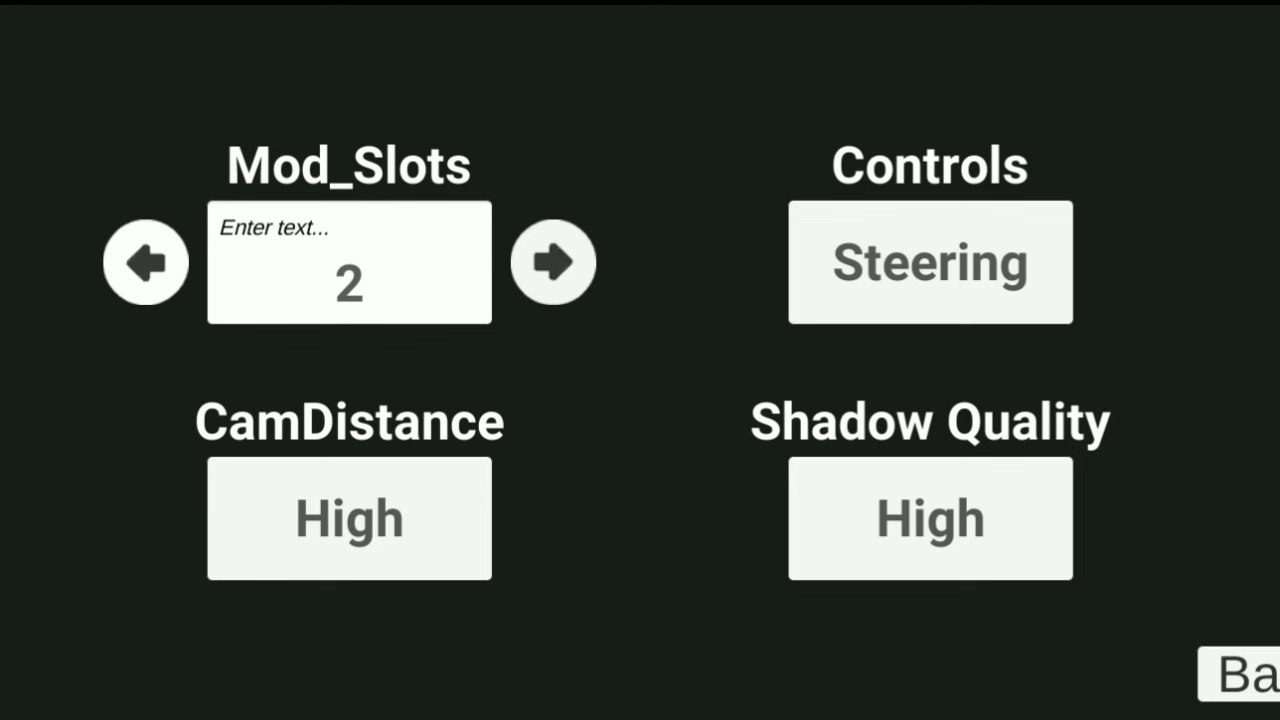 Mod_Slots
Enter text...
2
Controls
Steering
CamDistance
High
Shadow Quality
High
Ba